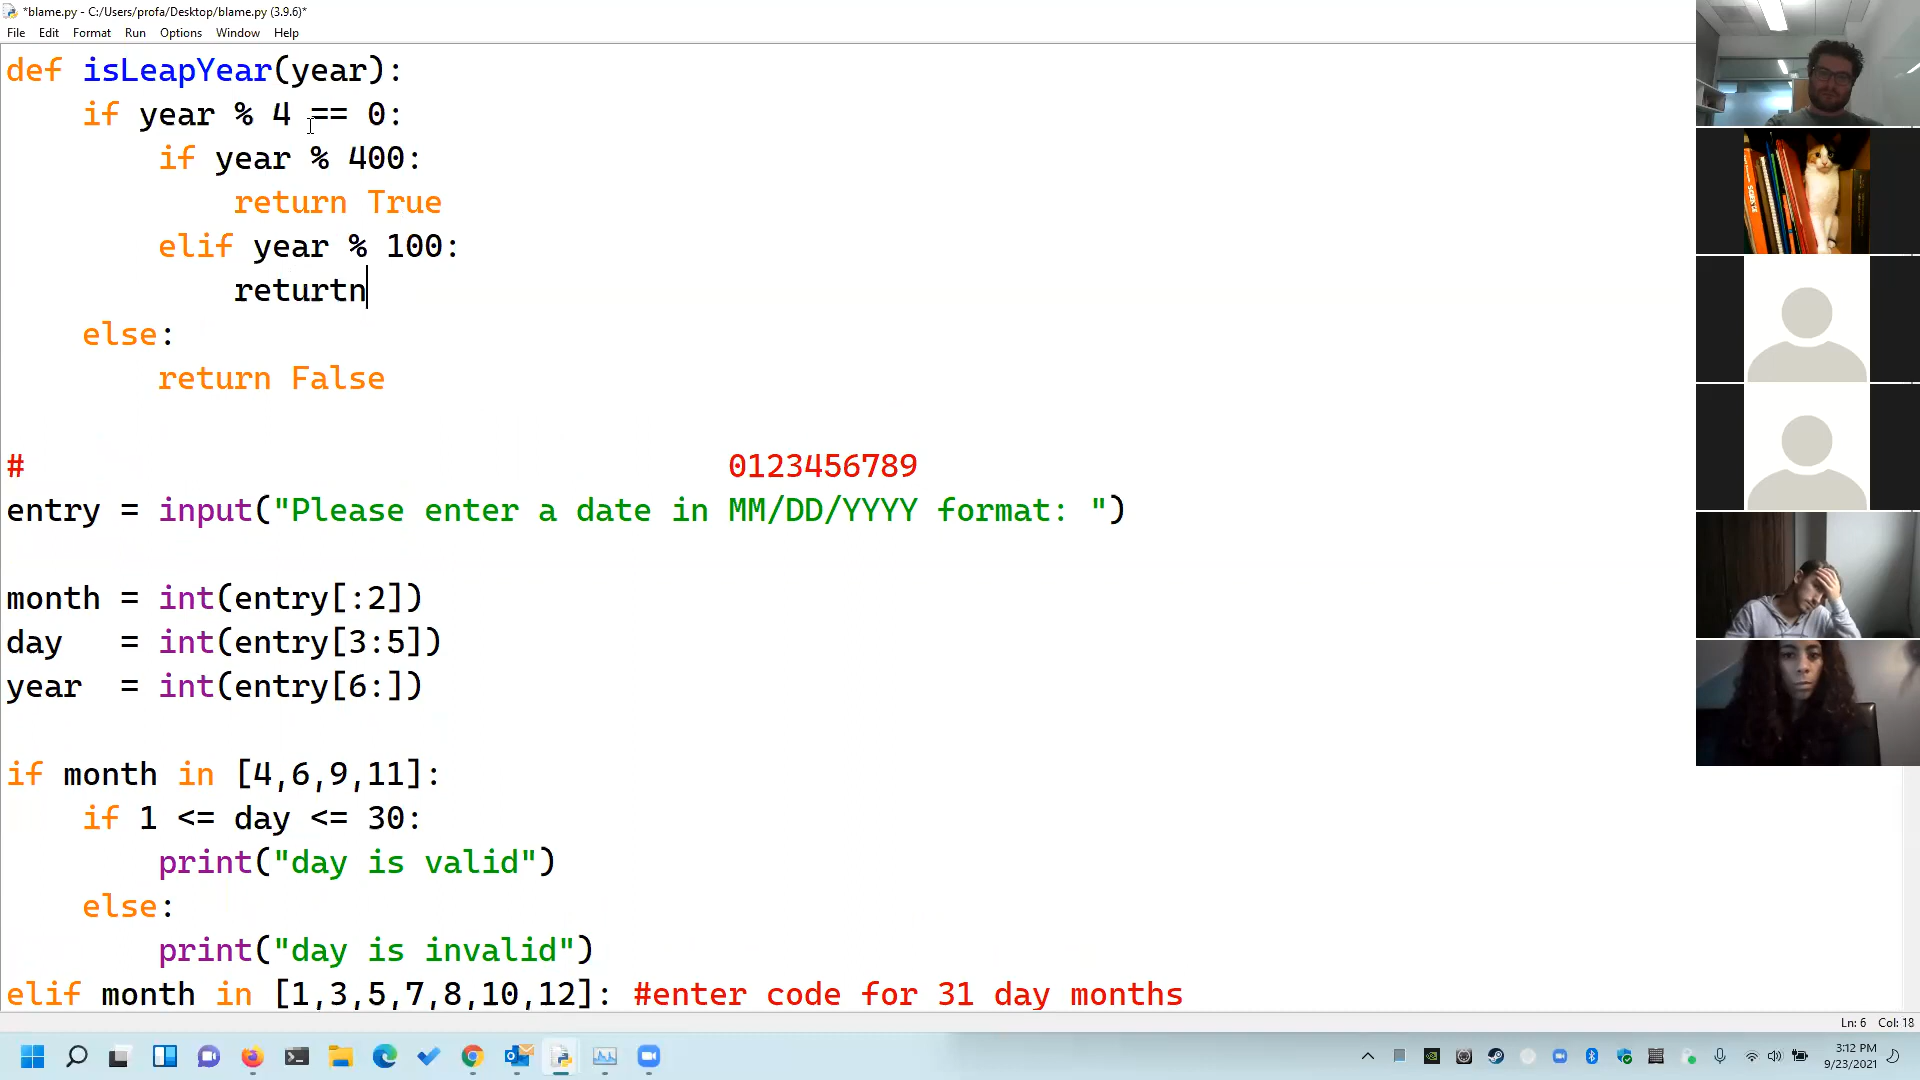 *blame.py - C:/Users/profa/Desktop/blame.py (3.9.6)*
File Edit Format Run Options Window Help
def isLeapYear(year):
    if year % 4 == 0:
        if year % 400:
            return True
        elif year % 100:
            returtn
    else:
        return False
#                                     0123456789
entry = input("Please enter a date in MM/DD/YYYY format: ")
month = int(entry[:2])
day   = int(entry[3:5])
year  = int(entry[6:])
if month in [4,6,9,11]:
    if 1 <= day <= 30:
        print("day is valid")
    else:
        print("day is invalid")
elif month in [1,3,5,7,8,10,12]: #enter code for 31 day months
Ln: 6 Col: 18
3:12 PM
9/23/2021